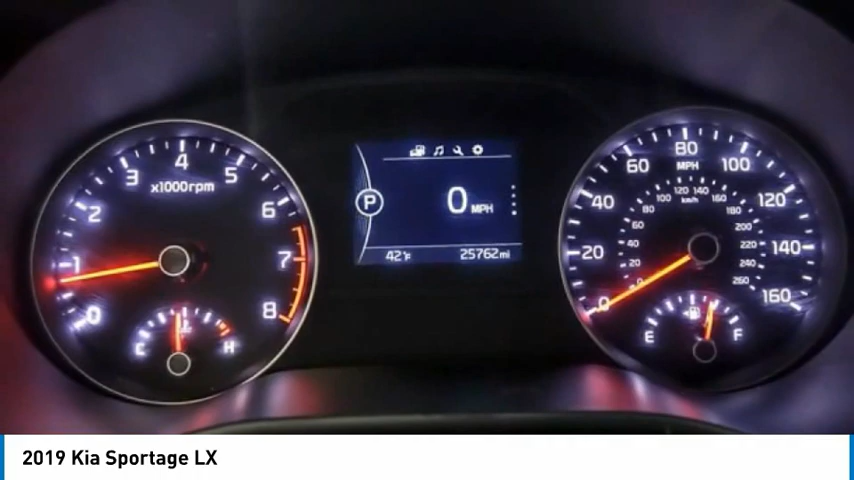 0 1 2 3 4 5 6 7 8
x1000rpm
C H
P
0 MPH
42°F 25762mi
0 20 40 60 80 100 120 140 160
MPH
0 20 40 60 80 100 120 140 160 180 200 220 240 260
km/h
E F
2019 Kia Sportage LX